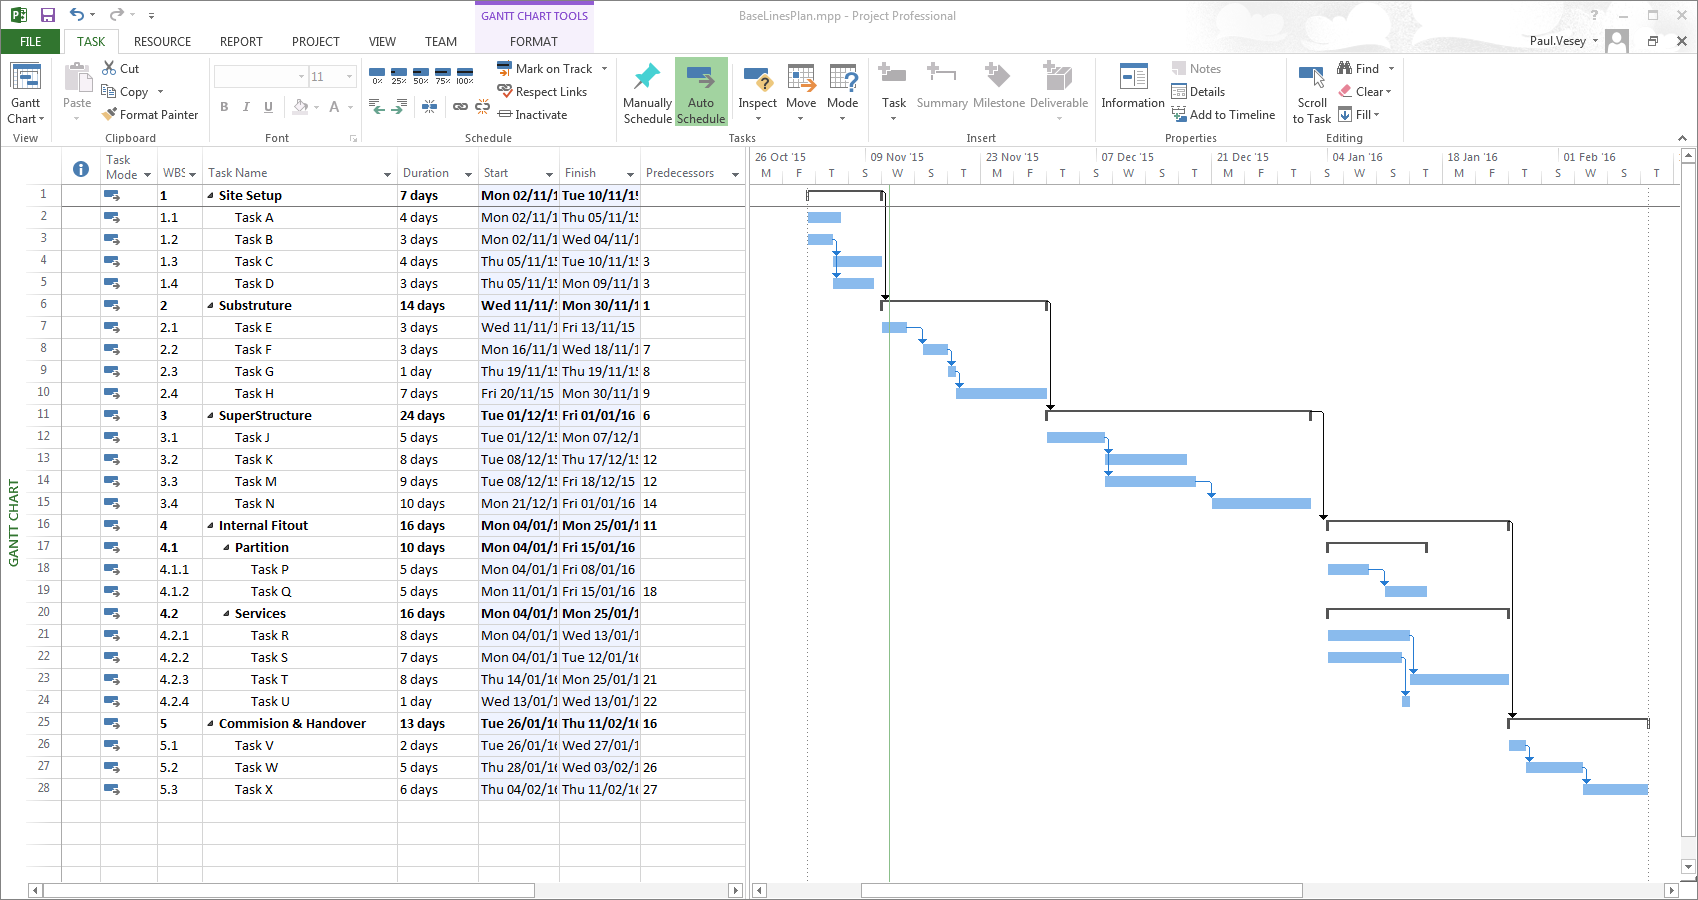 GANTT CHART TOOLS
BaseLinesPlan.mpp - Project Professional
FILE TASK RESOURCE REPORT PROJECT VIEW TEAM FORMAT
Paul.Vesey
Gantt Chart
View
Paste
Cut
Copy
Format Painter
Clipboard
11
B I U A
Font
0% 25% 50% 75% 100%
Mark on Track
Respect Links
Inactivate
Schedule
Manually Schedule
Auto Schedule
Inspect
Move
Mode
Tasks
Task
Summary
Milestone
Deliverable
Insert
Information
Notes
Details
Add to Timeline
Properties
Scroll to Task
Find
Clear
Fill
Editing
GANTT CHART
Task Mode WBS Task Name Duration Start Finish Predecessors
26 Oct '15 09 Nov '15 23 Nov '15 07 Dec '15 21 Dec '15 04 Jan '16 18 Jan '16 01 Feb '16
M F T S W S T M F T S W S T M F T S W S T M F T S W S T
1 1 Site Setup 7 days Mon 02/11/1 Tue 10/11/15
2 1.1 Task A 4 days Mon 02/11/1 Thu 05/11/15
3 1.2 Task B 3 days Mon 02/11/1 Wed 04/11/1
4 1.3 Task C 4 days Thu 05/11/15 Tue 10/11/15 3
5 1.4 Task D 3 days Thu 05/11/15 Mon 09/11/1 3
6 2 Substruture 14 days Wed 11/11/1 Mon 30/11/1 1
7 2.1 Task E 3 days Wed 11/11/1 Fri 13/11/15
8 2.2 Task F 3 days Mon 16/11/1 Wed 18/11/1 7
9 2.3 Task G 1 day Thu 19/11/15 Thu 19/11/15 8
10 2.4 Task H 7 days Fri 20/11/15 Mon 30/11/1 9
11 3 SuperStructure 24 days Tue 01/12/15 Fri 01/01/16 6
12 3.1 Task J 5 days Tue 01/12/15 Mon 07/12/1
13 3.2 Task K 8 days Tue 08/12/15 Thu 17/12/15 12
14 3.3 Task M 9 days Tue 08/12/15 Fri 18/12/15 12
15 3.4 Task N 10 days Mon 21/12/1 Fri 01/01/16 14
16 4 Internal Fitout 16 days Mon 04/01/1 Mon 25/01/1 11
17 4.1 Partition 10 days Mon 04/01/1 Fri 15/01/16
18 4.1.1 Task P 5 days Mon 04/01/1 Fri 08/01/16
19 4.1.2 Task Q 5 days Mon 11/01/1 Fri 15/01/16 18
20 4.2 Services 16 days Mon 04/01/1 Mon 25/01/1
21 4.2.1 Task R 8 days Mon 04/01/1 Wed 13/01/1
22 4.2.2 Task S 7 days Mon 04/01/1 Tue 12/01/16
23 4.2.3 Task T 8 days Thu 14/01/16 Mon 25/01/1 21
24 4.2.4 Task U 1 day Wed 13/01/1 Wed 13/01/1 22
25 5 Commision & Handover 13 days Tue 26/01/16 Thu 11/02/16 16
26 5.1 Task V 2 days Tue 26/01/16 Wed 27/01/1
27 5.2 Task W 5 days Thu 28/01/16 Wed 03/02/1 26
28 5.3 Task X 6 days Thu 04/02/16 Thu 11/02/16 27